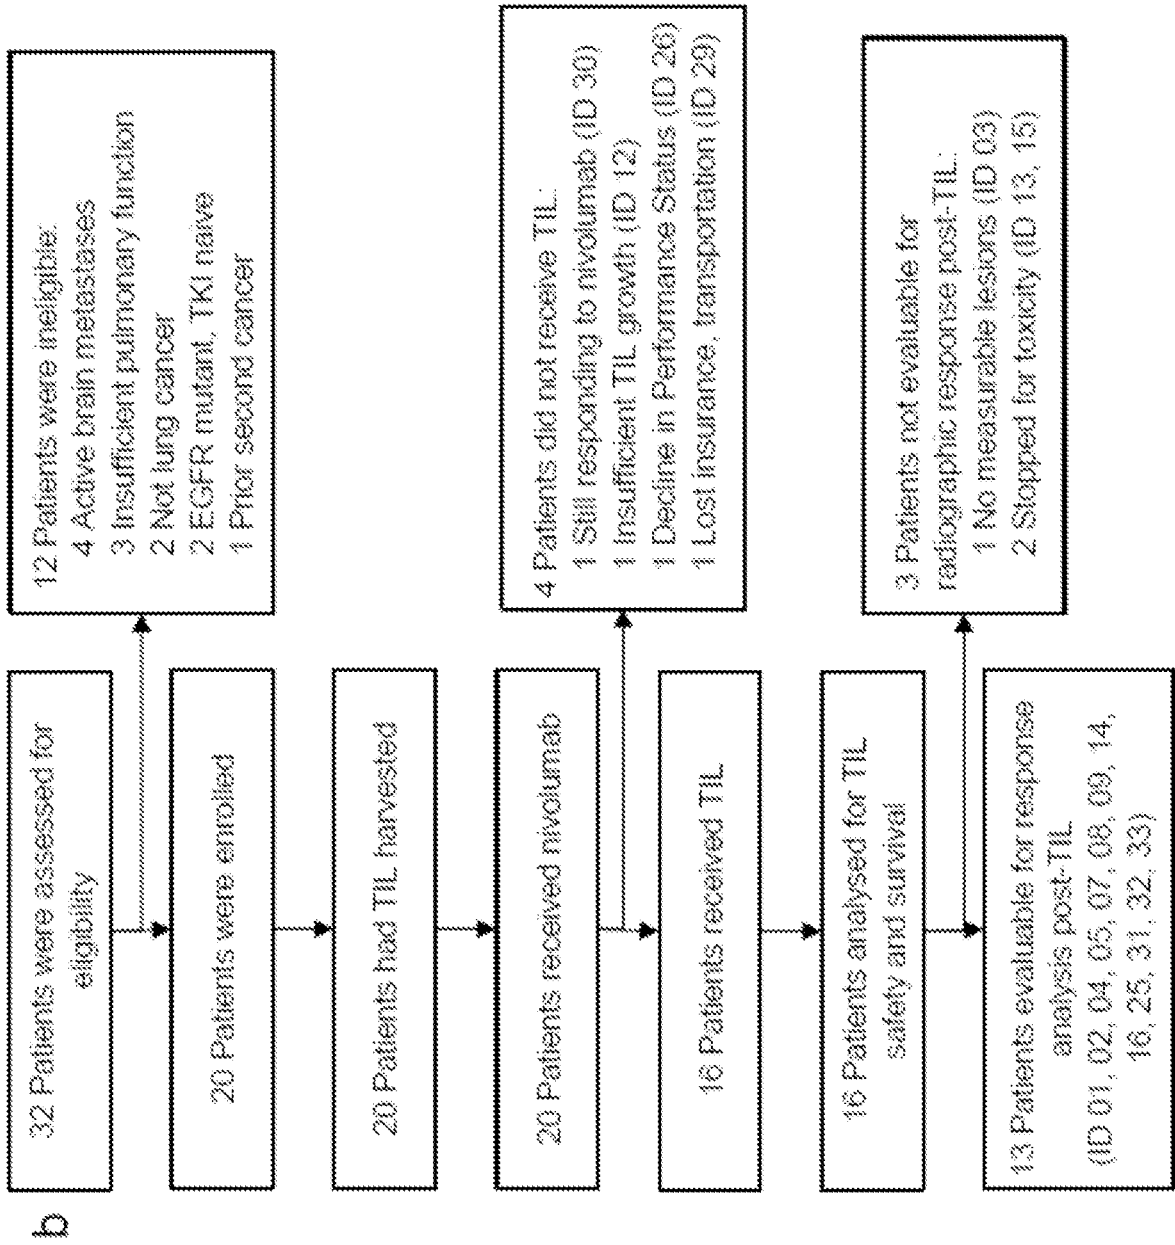 b
32 Patients were assessed for
eligibility
12 Patients were ineligible:
4 Active brain metastases
3 Insufficient pulmonary function
2 Not lung cancer
2 EGFR mutant, TKI naive
1 Prior second cancer
20 Patients were enrolled
20 Patients had TIL harvested
20 Patients received nivolumab
4 Patients did not receive TIL:
1 Still responding to nivolumab (ID 30)
1 Insufficient TIL growth (ID 12)
1 Decline in Performance Status (ID 26)
1 Lost insurance, transportation (ID 29)
16 Patients received TIL
16 Patients analysed for TIL
safety and survival
3 Patients not evaluable for
radiographic response post-TIL:
1 No measurable lesions (ID 03)
2 Stopped for toxicity (ID 13, 15)
13 Patients evaluable for response
analysis post-TIL
(ID 01, 02, 04, 05, 07, 08, 09, 14,
16, 25, 31, 32, 33)